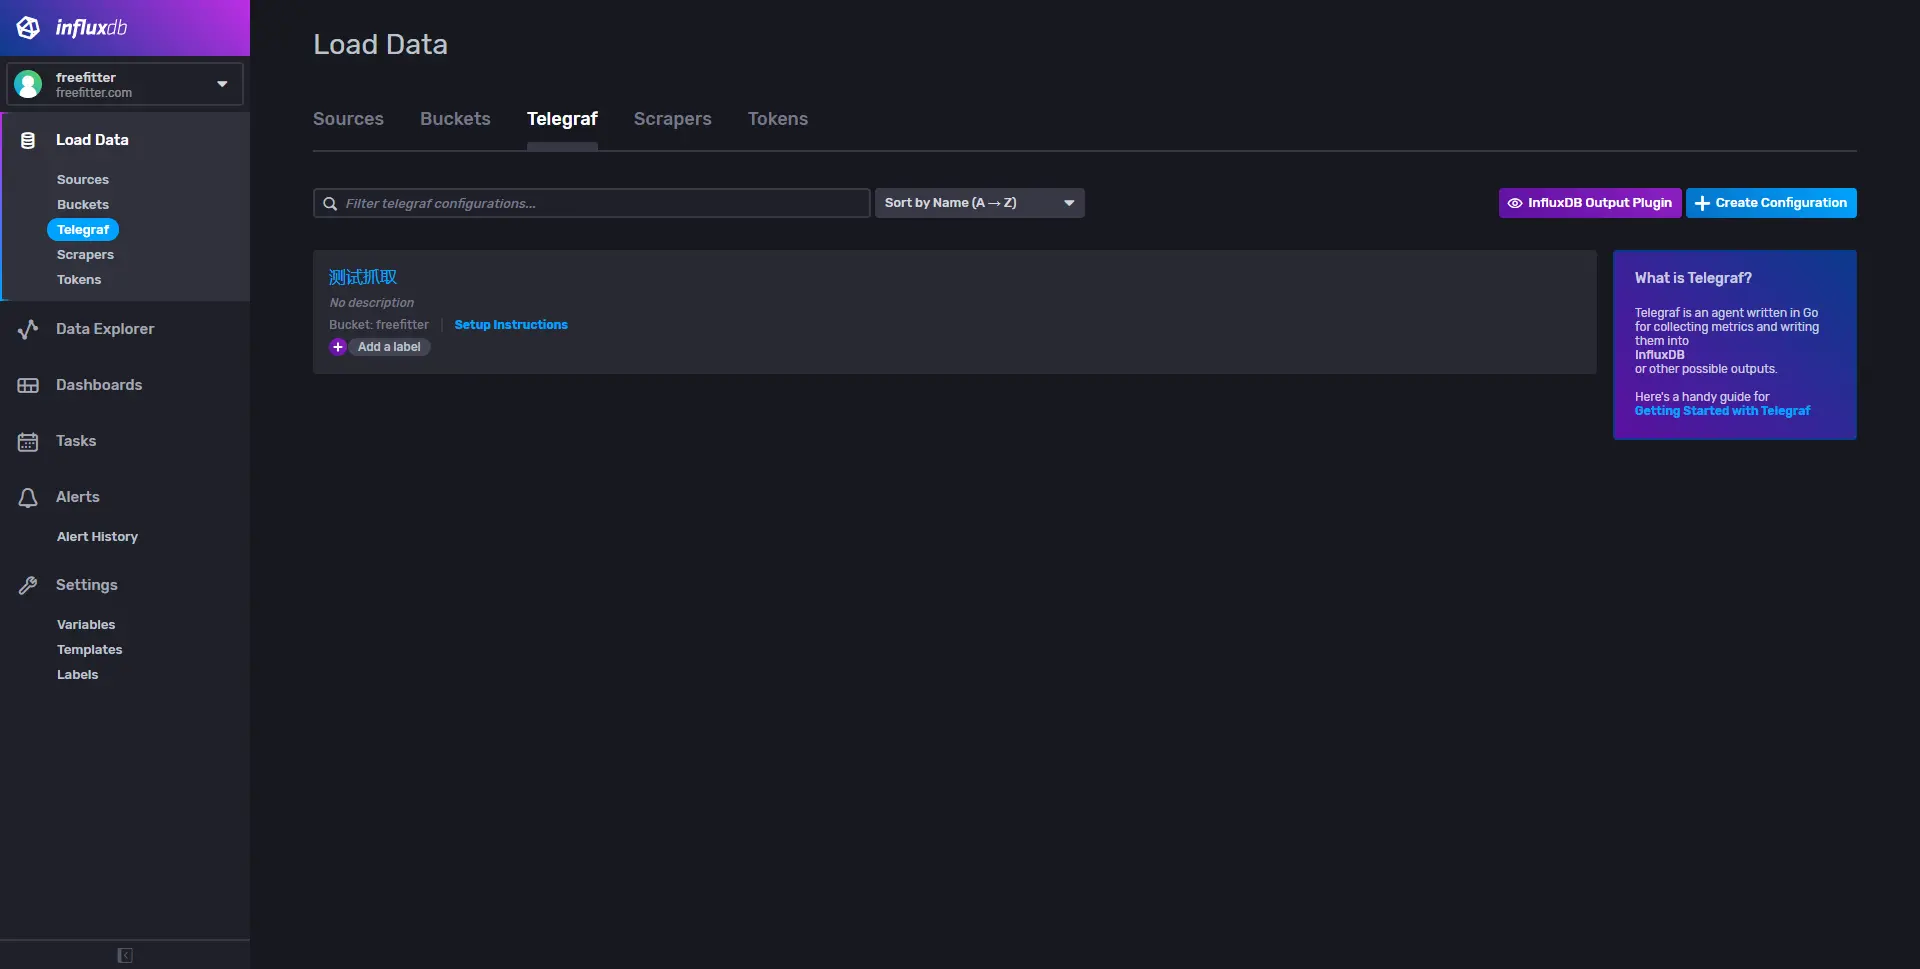 influxdb
freefitter
freefitter.com
Load Data
Sources
Buckets
Telegraf
Scrapers
Tokens
Data Explorer
Dashboards
Tasks
Alerts
Alert History
Settings
Variables
Templates
Labels
Load Data
Sources Buckets Telegraf Scrapers Tokens
Filter telegraf configurations...
Sort by Name (A → Z)
InfluxDB Output Plugin
Create Configuration
测试抓取
No description
Bucket: freefitter Setup Instructions
Add a label
What is Telegraf?
Telegraf is an agent written in Go
for collecting metrics and writing
them into
InfluxDB
or other possible outputs.
Here's a handy guide for
Getting Started with Telegraf